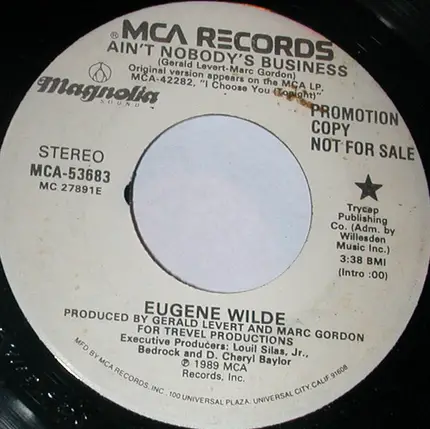 ® MCA RECORDS
AIN'T NOBODY'S BUSINESS
(Gerald Levert-Marc Gordon)
Original version appears on the MCA LP,
MCA-42282, "I Choose You (Tonight)"
Magnolia
SOUND
PROMOTION
COPY
NOT FOR SALE
STEREO
MCA-53683
MC 27891E
★
Trycep
Publishing
Co. (Adm. by
Willesden
Music Inc.)
3:38 BMI
(Intro :00)
EUGENE WILDE
PRODUCED BY GERALD LEVERT AND MARC GORDON
FOR TREVEL PRODUCTIONS
Executive Producers: Louil Silas, Jr.,
Bedrock and D. Cheryl Baylor
℗ 1989 MCA
Records, Inc.
MFD BY MCA RECORDS, INC. 100 UNIVERSAL PLAZA, UNIVERSAL CITY, CALIF 91608